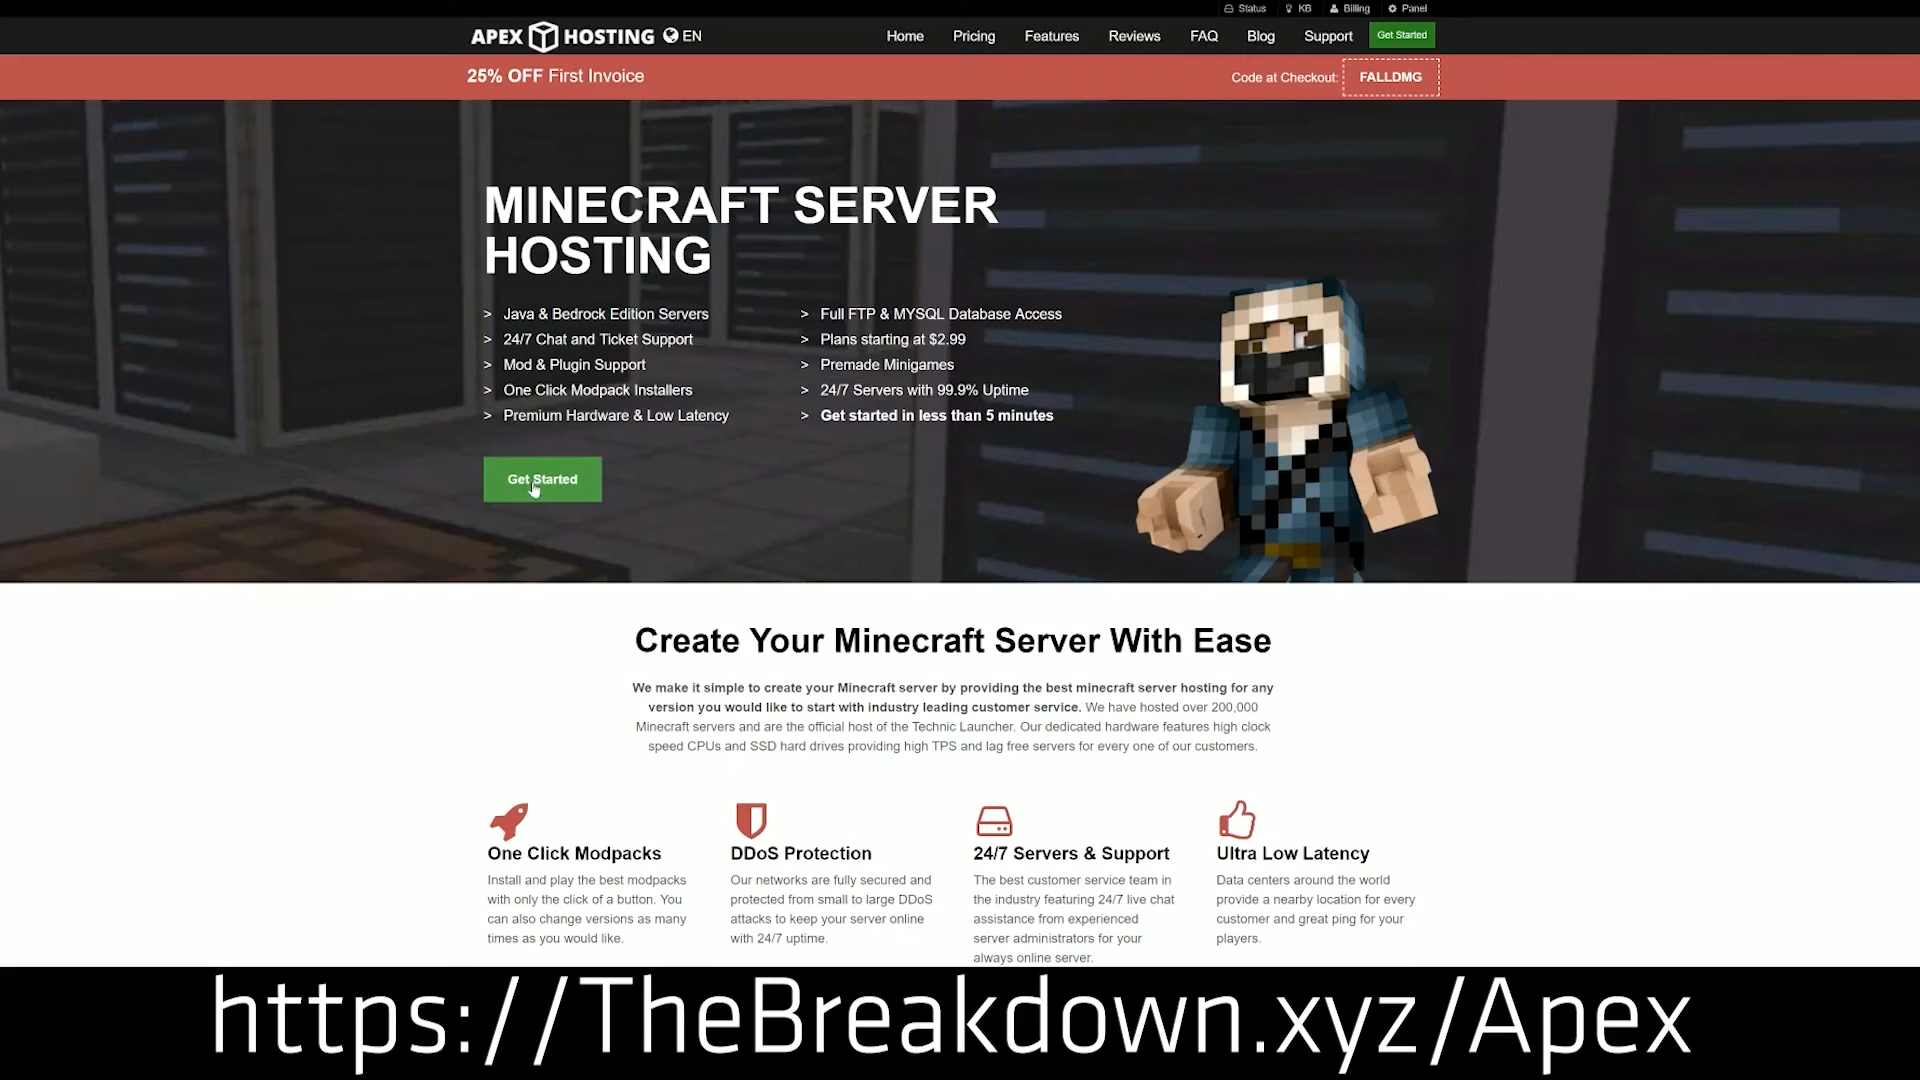 Status KB Billing Panel
APEX HOSTING EN Home Pricing Features Reviews FAQ Blog Support Get Started
25% OFF First Invoice Code at Checkout: FALLDMG
MINECRAFT SERVER
HOSTING
> Java & Bedrock Edition Servers
> 24/7 Chat and Ticket Support
> Mod & Plugin Support
> One Click Modpack Installers
> Premium Hardware & Low Latency
> Full FTP & MYSQL Database Access
> Plans starting at $2.99
> Premade Minigames
> 24/7 Servers with 99.9% Uptime
> Get started in less than 5 minutes
Get Started
Create Your Minecraft Server With Ease
We make it simple to create your Minecraft server by providing the best minecraft server hosting for any
version you would like to start with industry leading customer service. We have hosted over 200,000
Minecraft servers and are the official host of the Technic Launcher. Our dedicated hardware features high clock
speed CPUs and SSD hard drives providing high TPS and lag free servers for every one of our customers.
One Click Modpacks
Install and play the best modpacks
with only the click of a button. You
can also change versions as many
times as you would like.
DDoS Protection
Our networks are fully secured and
protected from small to large DDoS
attacks to keep your server online
with 24/7 uptime.
24/7 Servers & Support
The best customer service team in
the industry featuring 24/7 live chat
assistance from experienced
server administrators for your
always online server.
Ultra Low Latency
Data centers around the world
provide a nearby location for every
customer and great ping for your
players.
https://TheBreakdown.xyz/Apex